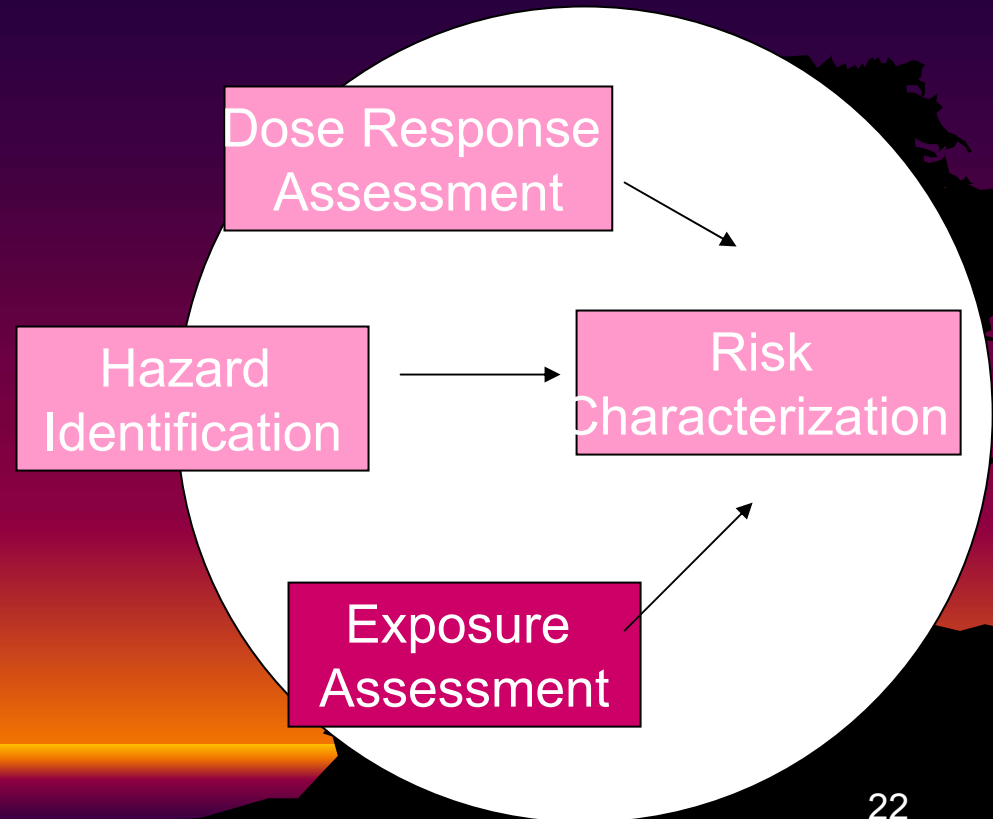 Dose Response
Assessment
Hazard
Identification
Risk
Characterization
Exposure
Assessment
22